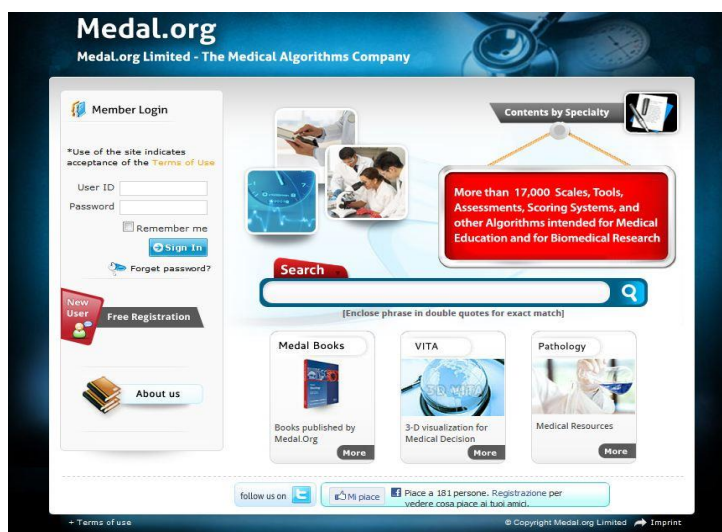 Medal.org
Medal.org Limited - The Medical Algorithms Company
Member Login
*Use of the site indicates
acceptance of the Terms of Use
User ID
Password
Remember me
Sign In
Forget password?
New
User
Free Registration
About us
Contents by Specialty
More than 17,000 Scales, Tools,
Assessments, Scoring Systems, and
other Algorithms intended for Medical
Education and for Biomedical Research
Search
[Enclose phrase in double quotes for exact match]
Medal Books
Books published by
Medal.Org
More
VITA
3-D VITA
3-D visualization for
Medical Decision
More
Pathology
Medical Resources
More
follow us on
Mi piace
Piace a 181 persone. Registrazione per
vedere cosa piace ai tuoi amici.
+ Terms of use
© Copyright Medal.org Limited
Imprint